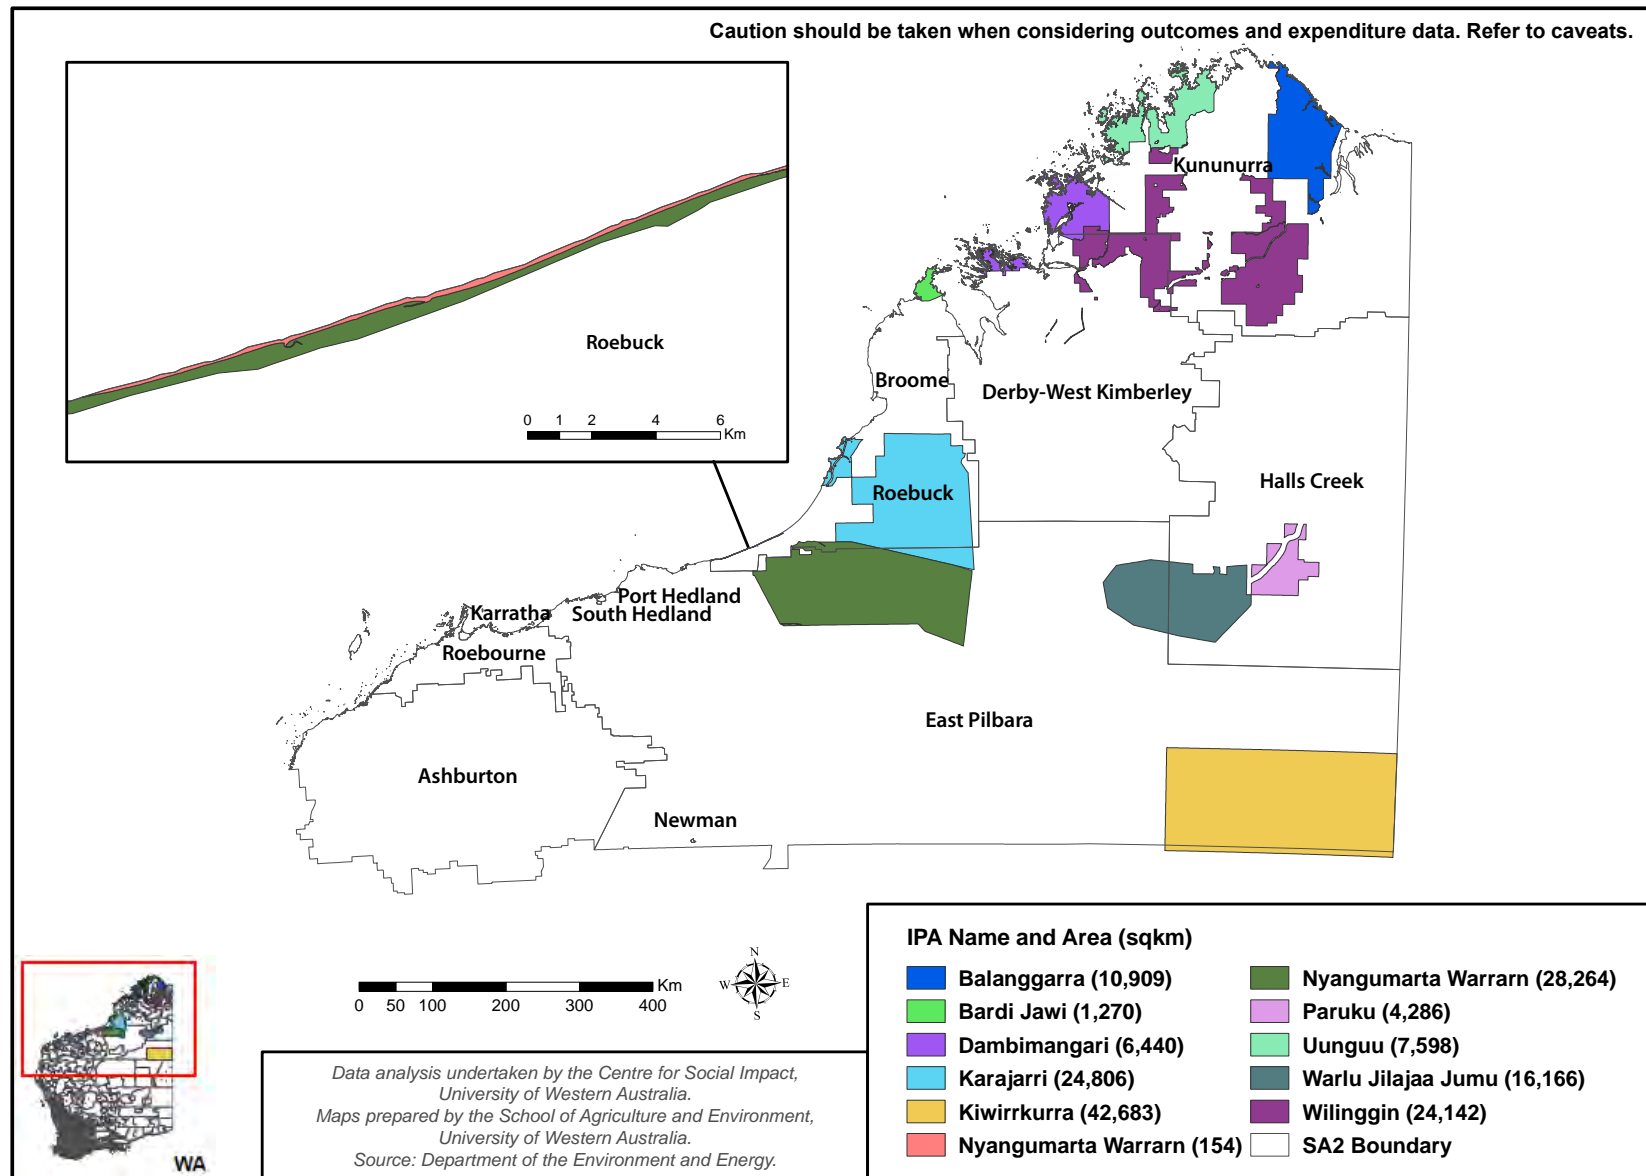 Caution should be taken when considering outcomes and expenditure data. Refer to caveats.
Roebuck
0 1 2 4 6
Km
Kununurra
Broome
Derby-West Kimberley
Roebuck
Halls Creek
Port Hedland
Karratha
South Hedland
Roebourne
East Pilbara
Ashburton
Newman
0 50 100 200 300 400
Km
N
W E
S
WA
Data analysis undertaken by the Centre for Social Impact,
University of Western Australia.
Maps prepared by the School of Agriculture and Environment,
University of Western Australia.
Source: Department of the Environment and Energy.
IPA Name and Area (sqkm)
Balanggarra (10,909)
Bardi Jawi (1,270)
Dambimangari (6,440)
Karajarri (24,806)
Kiwirrkurra (42,683)
Nyangumarta Warrarn (154)
Nyangumarta Warrarn (28,264)
Paruku (4,286)
Uunguu (7,598)
Warlu Jilajaa Jumu (16,166)
Wilinggin (24,142)
SA2 Boundary